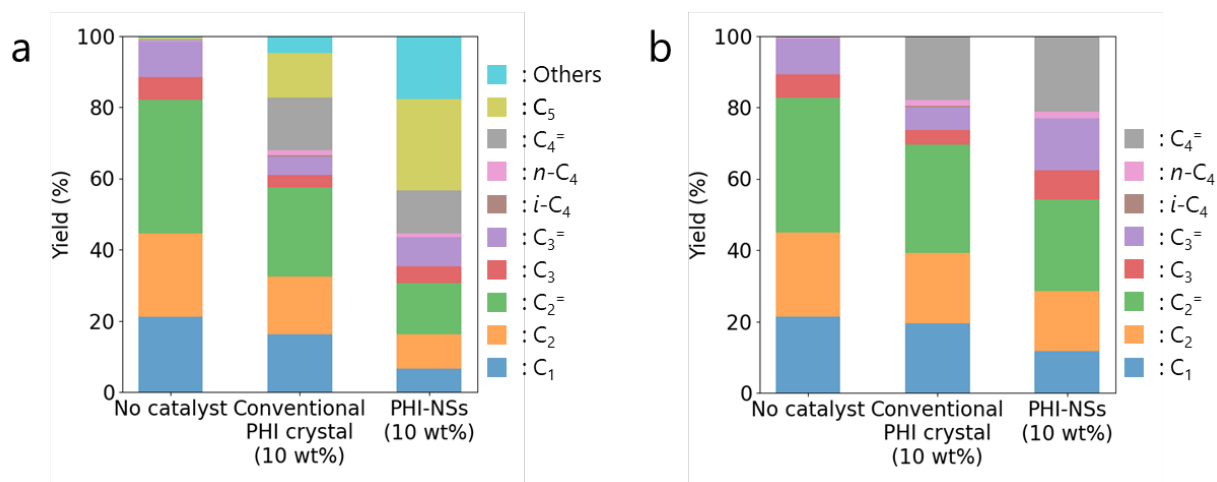 a
Yield (%)
100
80
60
40
20
0
No catalyst
Conventional
PHI crystal
(10 wt%)
PHI-NSs
(10 wt%)
: Others
: C₅
: C₄⁼
: n-C₄
: i-C₄
: C₃⁼
: C₃
: C₂⁼
: C₂
: C₁
b
Yield (%)
100
80
60
40
20
0
No catalyst
Conventional
PHI crystal
(10 wt%)
PHI-NSs
(10 wt%)
: C₄⁼
: n-C₄
: i-C₄
: C₃⁼
: C₃
: C₂⁼
: C₂
: C₁